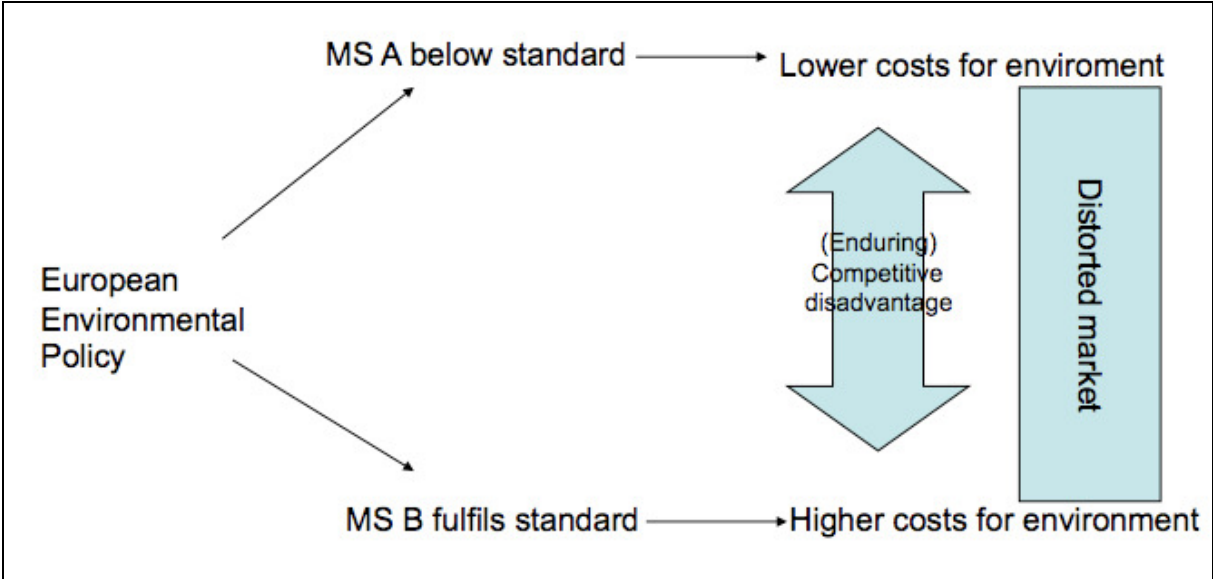 MS A below standard
Lower costs for enviroment
(Enduring)
Competitive
disadvantage
Distorted market
European
Environmental
Policy
MS B fulfils standard
Higher costs for environment